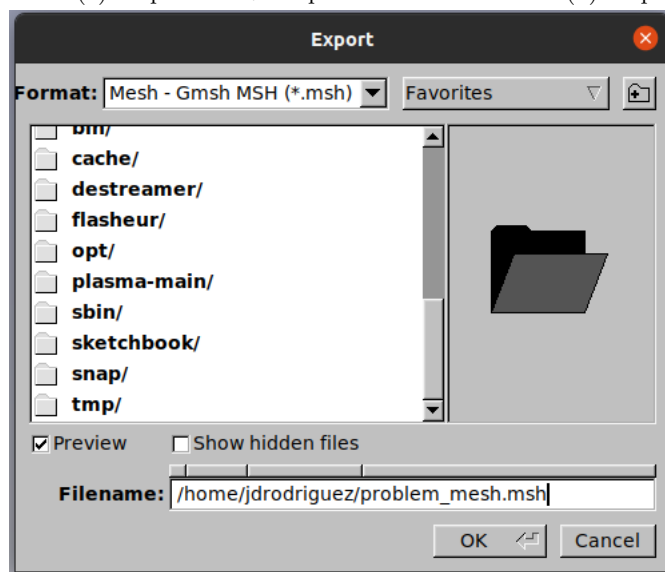 Export
Format: Mesh - Gmsh MSH (*.msh) Favorites
bin/
cache/
destreamer/
flasheur/
opt/
plasma-main/
sbin/
sketchbook/
snap/
tmp/
Preview Show hidden files
Filename: /home/jdrodriguez/problem_mesh.msh
OK Cancel